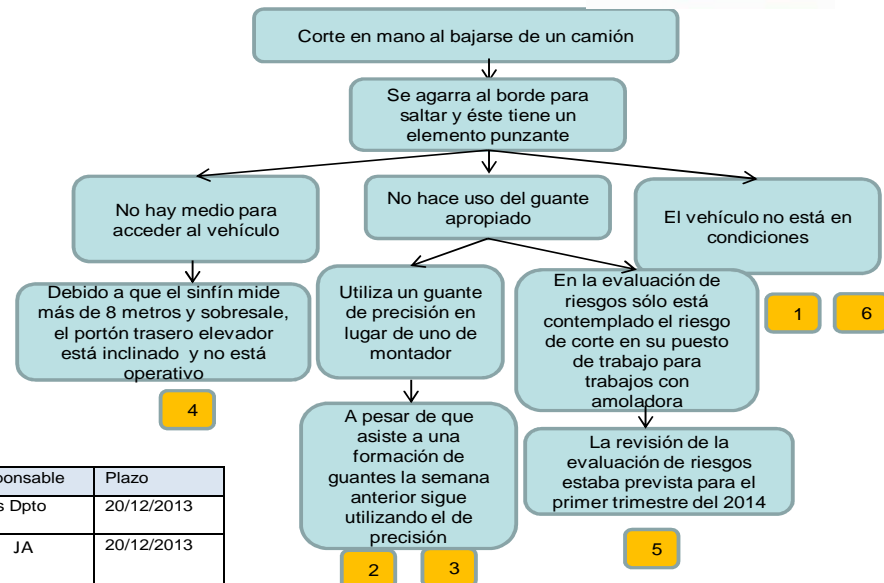 Corte en mano al bajarse de un camión
Se agarra al borde para
saltar y éste tiene un
elemento punzante
No hay medio para
acceder al vehículo
No hace uso del guante
apropiado
El vehículo no está en
condiciones
Debido a que el sinfín mide
más de 8 metros y sobresale,
el portón trasero elevador
está inclinado y no está
operativo
Utiliza un guante
de precisión en
lugar de uno de
montador
En la evaluación de
riesgos sólo está
contemplado el riesgo
de corte en su puesto
de trabajo para
trabajos con
amoladora
1
6
4
A pesar de que
asiste a una
formación de
guantes la semana
anterior sigue
utilizando el de
precisión
La revisión de la
evaluación de riesgos
estaba prevista para el
primer trimestre del 2014
2
3
5
ponsable
Plazo
s Dpto
20/12/2013
JA
20/12/2013